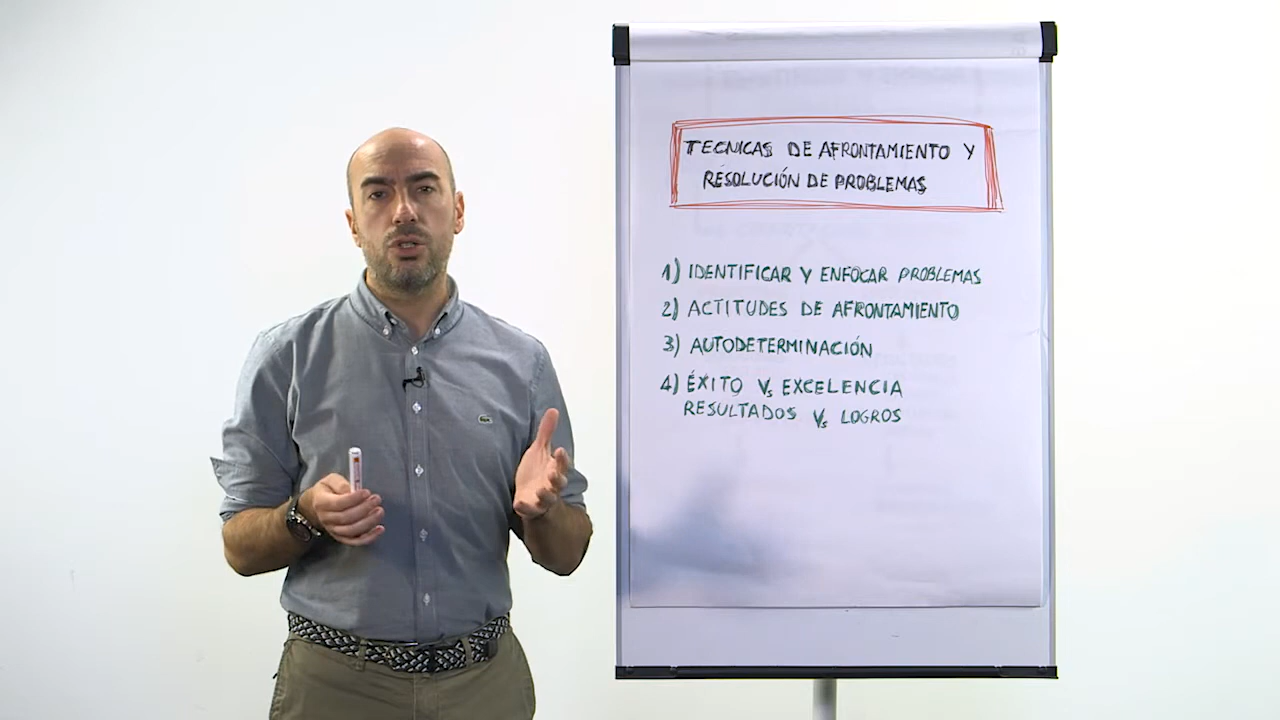 TECNICAS DE AFRONTAMIENTO Y
RESOLUCIÓN DE PROBLEMAS
1) IDENTIFICAR Y ENFOCAR PROBLEMAS
2) ACTITUDES DE AFRONTAMIENTO
3) AUTODETERMINACIÓN
4) ÉXITO Vs EXCELENCIA
RESULTADOS Vs LOGROS